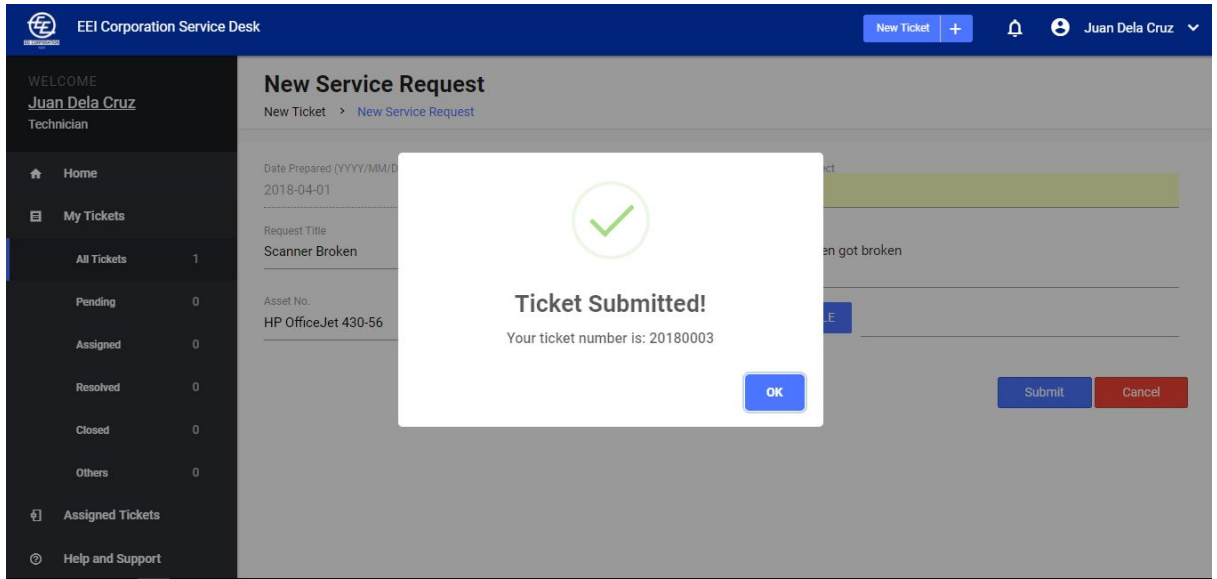 EEI Corporation Service Desk
New Ticket +
Juan Dela Cruz
WELCOME
Juan Dela Cruz
Technician
Home
My Tickets
All Tickets 1
Pending 0
Assigned 0
Resolved 0
Closed 0
Others 0
Assigned Tickets
Help and Support
New Service Request
New Ticket > New Service Request
Date Prepared (YYYY/MM/D
2018-04-01
Request Title
Scanner Broken
Asset No.
HP OfficeJet 430-56
ect
en got broken
LE
Submit Cancel
Ticket Submitted!
Your ticket number is: 20180003
OK